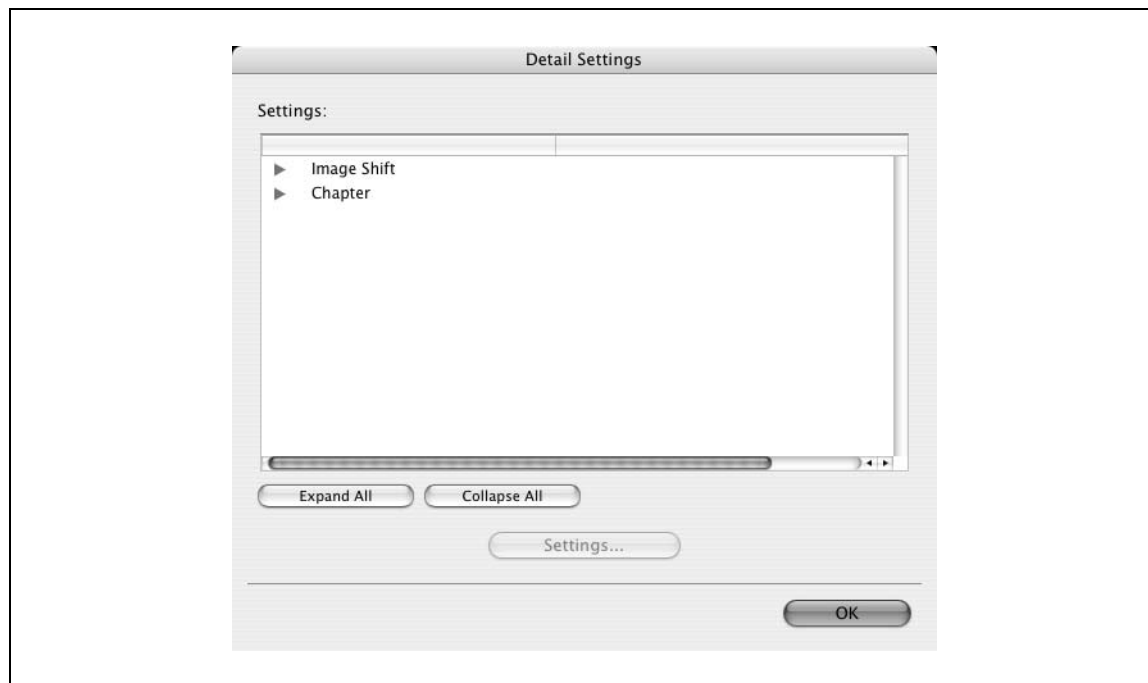 Detail Settings
Settings:
Image Shift
Chapter
Expand All
Collapse All
Settings...
OK